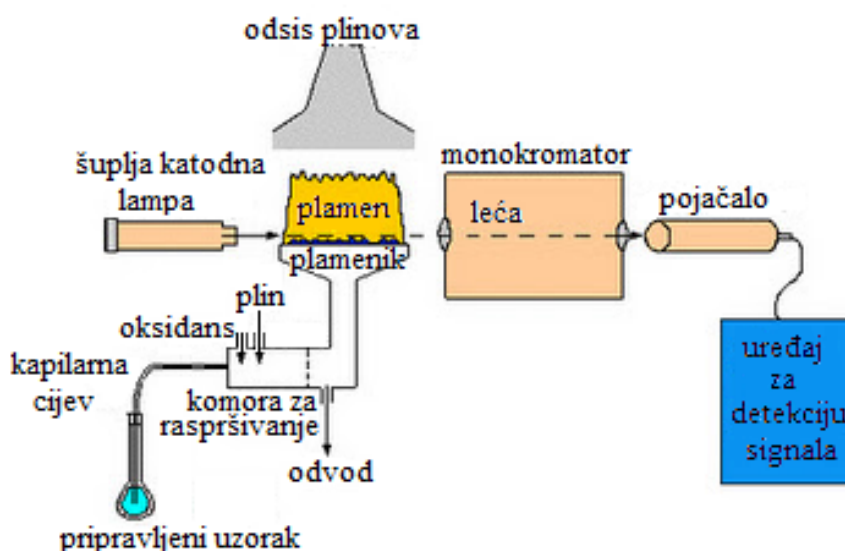 odsis plinova
šuplja katodna
lampa
plamen
plamenik
monokromator
leća
pojačalo
plin
oksidans
kapilarna
cijev
komora za
raspršivanje
odvod
uređaj
za
detekciju
signala
pripravljeni uzorak